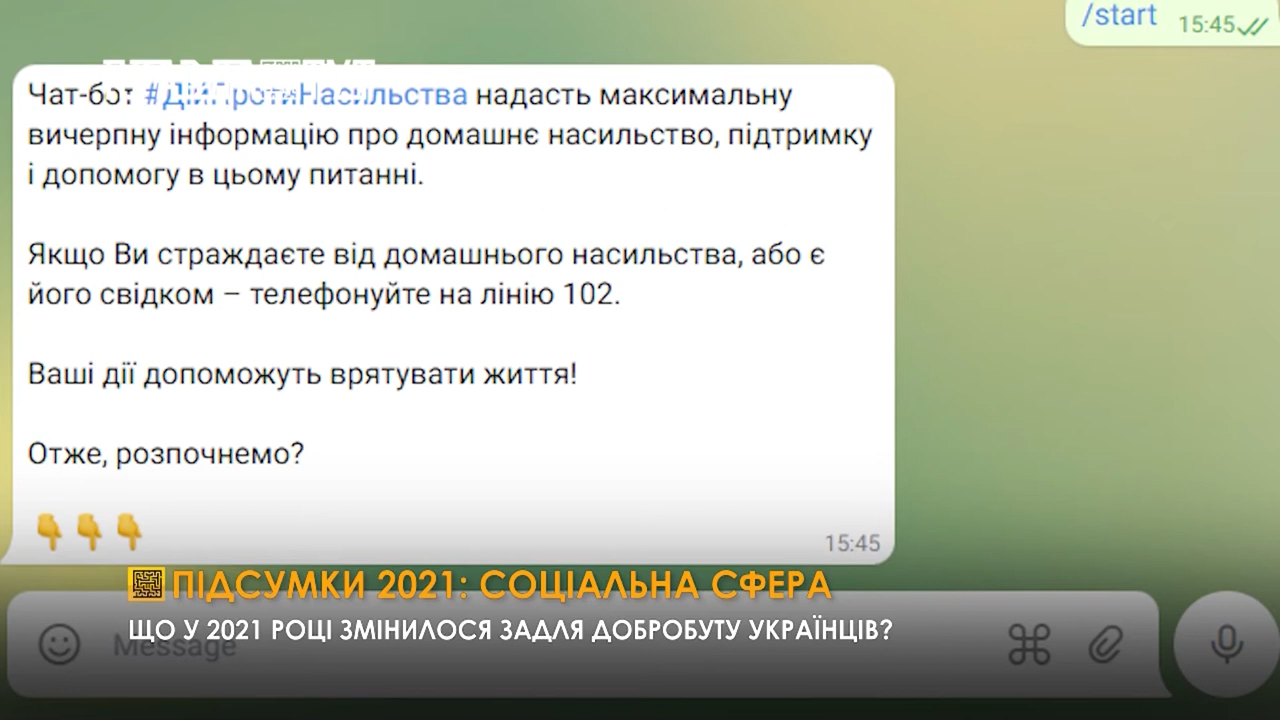 /start 15:45
Чат-бот #ДійПротиНасильства надасть максимальну
вичерпну інформацію про домашнє насильство, підтримку
і допомогу в цьому питанні.
Якщо Ви страждаєте від домашнього насильства, або є
його свідком – телефонуйте на лінію 102.
Ваші дії допоможуть врятувати життя!
Отже, розпочнемо?
👇👇👇
15:45
ПІДСУМКИ 2021: СОЦІАЛЬНА СФЕРА
ЩО У 2021 РОЦІ ЗМІНИЛОСЯ ЗАДЛЯ ДОБРОБУТУ УКРАЇНЦІВ?
Message